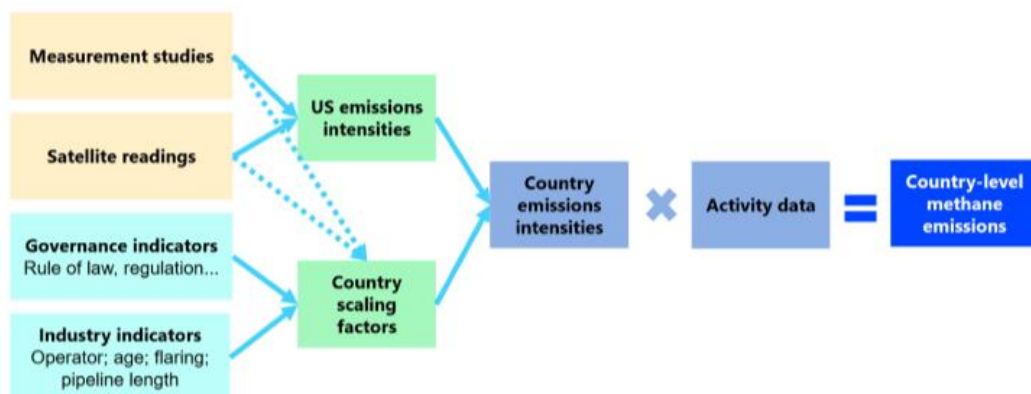 Measurement studies
Satellite readings
Governance indicators
Rule of law, regulation...
Industry indicators
Operator; age; flaring;
pipeline length
US emissions
intensities
Country
scaling
factors
Country
emissions
intensities
Activity data
Country-level
methane
emissions